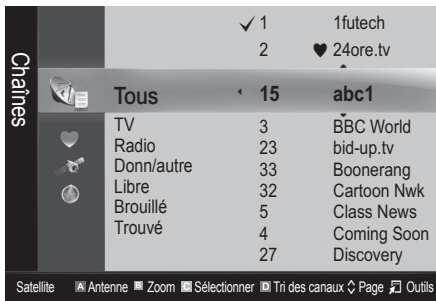 Chaînes
✓ 1 1futech
2 ♥ 24ore.tv
Tous 15 abc1
TV 3 BBC World
Radio 23 bid-up.tv
Donn/autre 33 Boonerang
Libre 32 Cartoon Nwk
Brouillé 5 Class News
Trouvé 4 Coming Soon
27 Discovery
Satellite A Antenne B Zoom C Sélectionner D Tri des canaux Page Outils